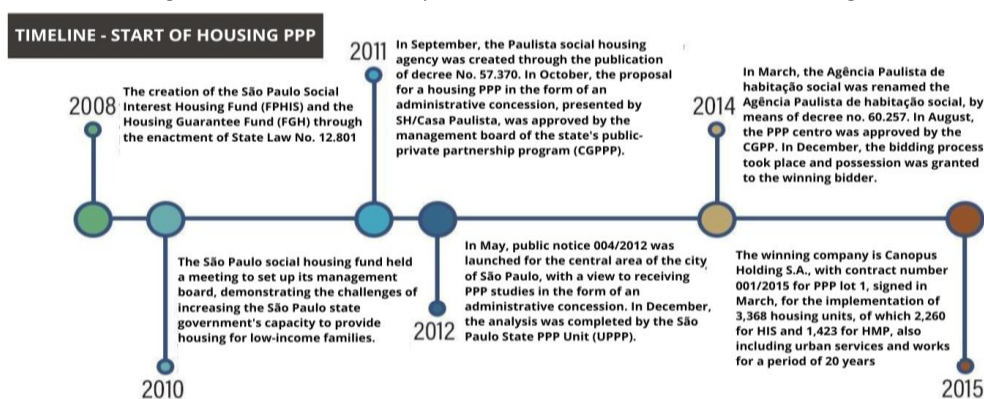 TIMELINE - START OF HOUSING PPP
2008
The creation of the São Paulo Social
Interest Housing Fund (FPHIS) and the
Housing Guarantee Fund (FGH) through
the enactment of State Law No. 12.801
2011
In September, the Paulista social housing
agency was created through the publication
of decree No. 57.370. In October, the proposal
for a housing PPP in the form of an
administrative concession, presented by
SH/Casa Paulista, was approved by the
management board of the state's public-
private partnership program (CGPPP).
2014
In March, the Agência Paulista de
habitação social was renamed the
Agência Paulista de habitação social, by
means of decree no. 60.257. In August,
the PPP centro was approved by the
CGPP. In December, the bidding process
took place and possession was granted
to the winning bidder.
The São Paulo social housing fund held
a meeting to set up its management
board, demonstrating the challenges of
increasing the São Paulo state
government's capacity to provide
housing for low-income families.
2010
In May, public notice 004/2012 was
launched for the central area of the city
of São Paulo, with a view to receiving
PPP studies in the form of an
administrative concession. In December,
the analysis was completed by the São
Paulo State PPP Unit (UPPP).
2012
The winning company is Canopus
Holding S.A., with contract number
001/2015 for PPP lot 1, signed in
March, for the implementation of
3,368 housing units, of which 2,260
for HIS and 1,423 for HMP, also
including urban services and works
for a period of 20 years
2015